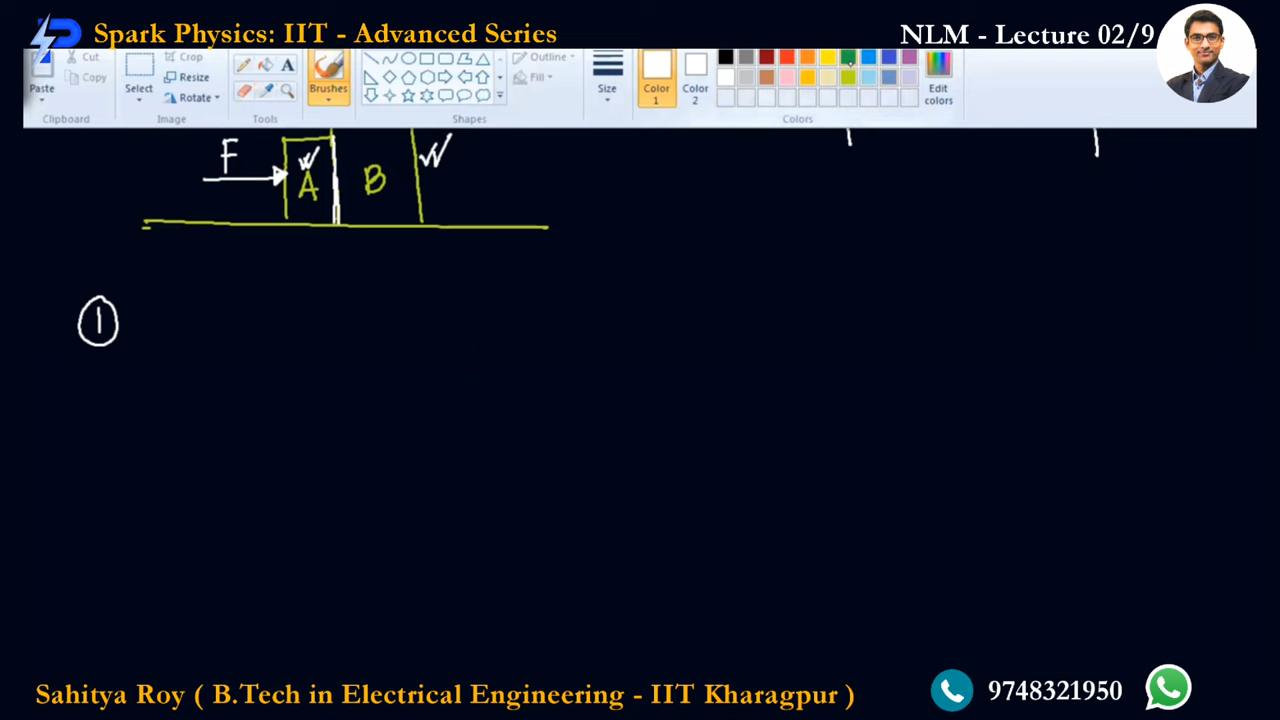 Spark Physics: IIT - Advanced Series
NLM - Lecture 02/9
Cut
Copy
Paste
Clipboard
Crop
Resize
Rotate
Select
Image
A
Tools
Brushes
Outline
Fill
Shapes
Size
Color 1
Color 2
Edit colors
Colors
F
W
A
B
W
1
Sahitya Roy ( B.Tech in Electrical Engineering - IIT Kharagpur )
9748321950